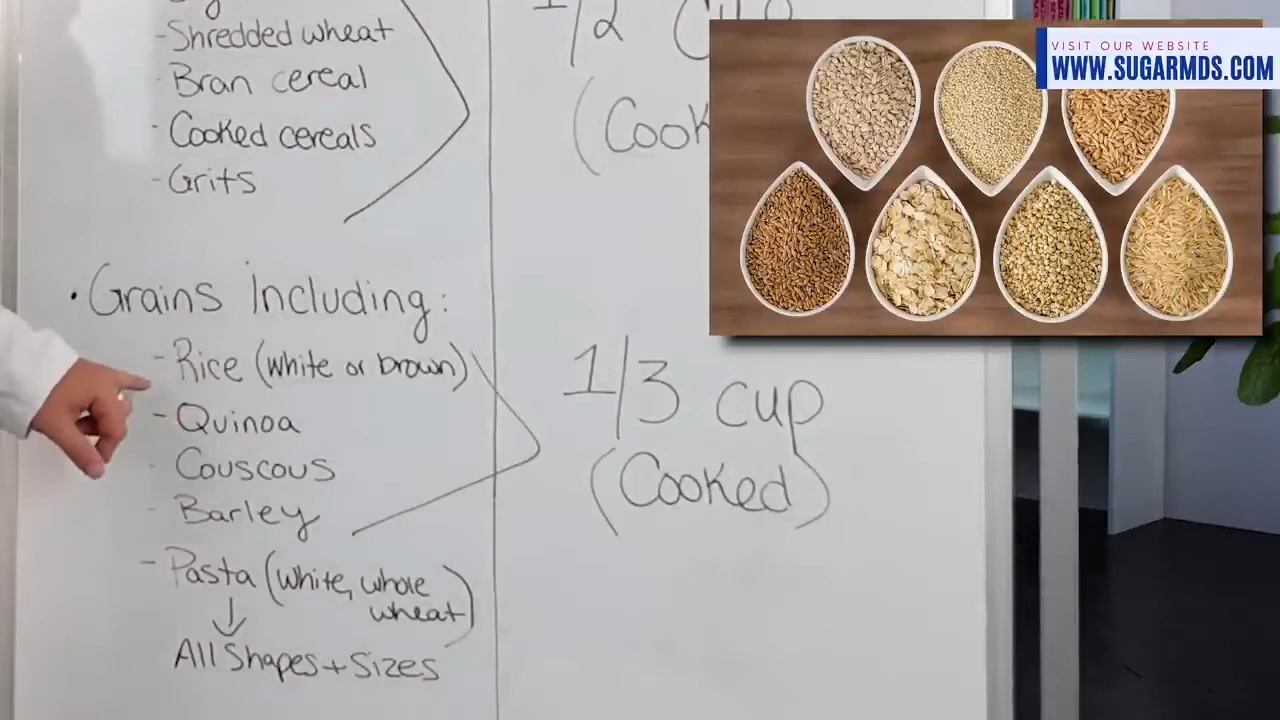 - Shredded wheat
- Bran cereal
- Cooked cereals
- Grits
1/2
(Cook
VISIT OUR WEBSITE
WWW.SUGARMDS.COM
• Grains Including:
- Rice (white or brown)
- Quinoa
- Couscous
- Barley
1/3 cup
(Cooked)
- Pasta (white, whole
wheat)
↓
All Shapes + Sizes